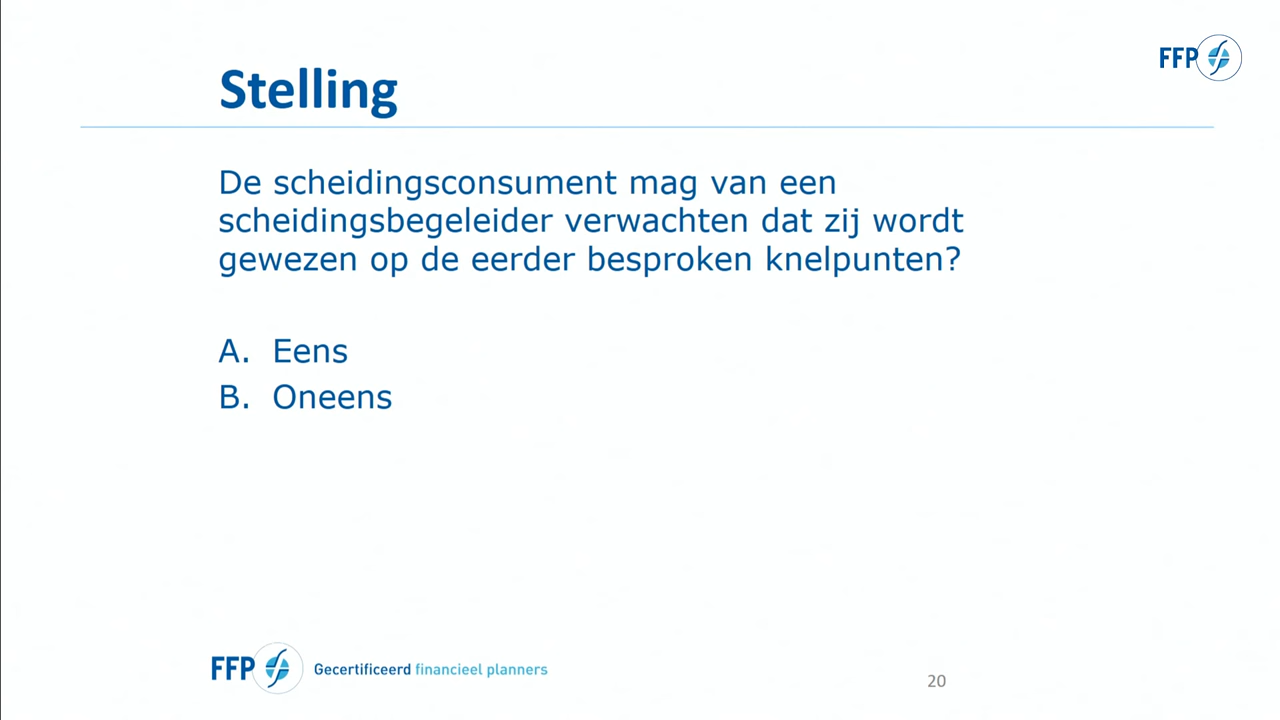 FFP
Stelling
De scheidingsconsument mag van een
scheidingsbegeleider verwachten dat zij wordt
gewezen op de eerder besproken knelpunten?
A. Eens
B. Oneens
FFP Gecertificeerd financieel planners
20